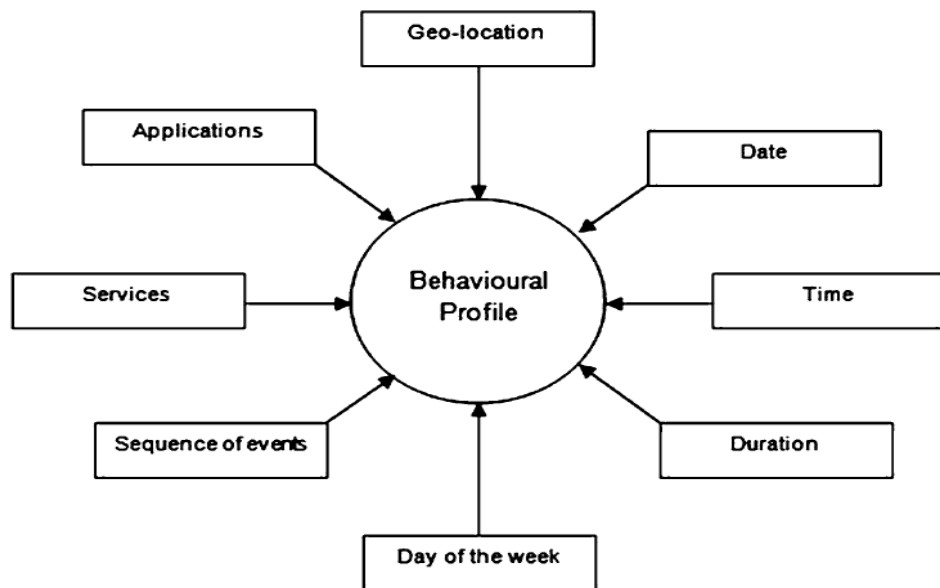 Geo-location
Applications
Date
Behavioural
Profile
Services
Time
Sequence of events
Duration
Day of the week